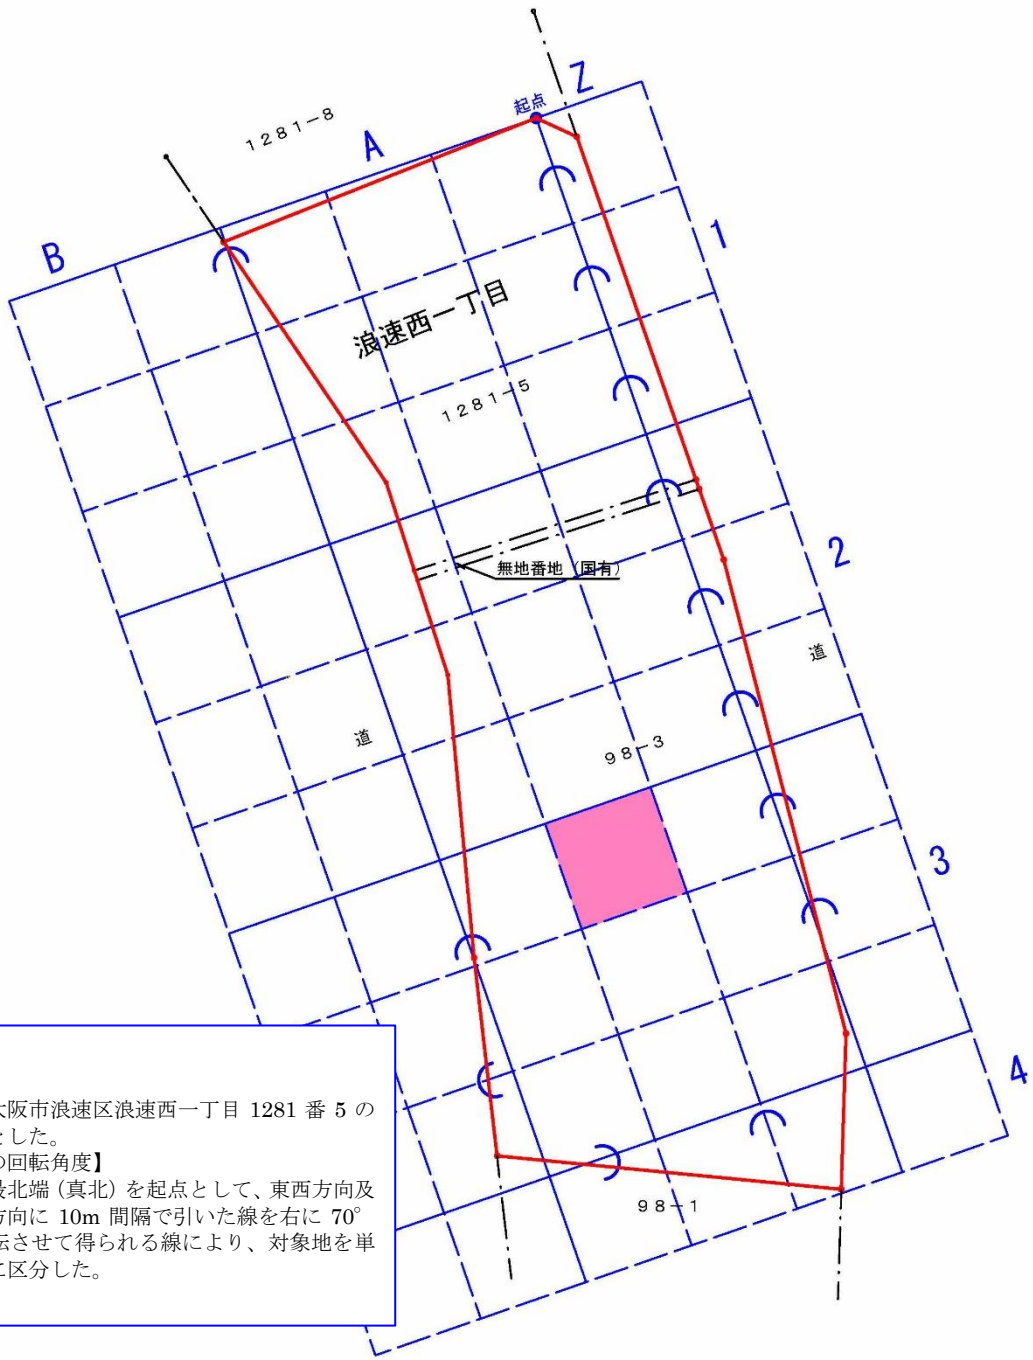 Z
起点
1281-8
A
1
B
浪速西一丁目
1281-5
2
無地番地（国有）
道
道
98-3
3
4
大阪市浪速区浪速西一丁目 1281 番 5 の
とした。
の回転角度】
最北端（真北）を起点として、東西方向及
方向に 10m 間隔で引いた線を右に 70°
転させて得られる線により、対象地を単
に区分した。
98-1